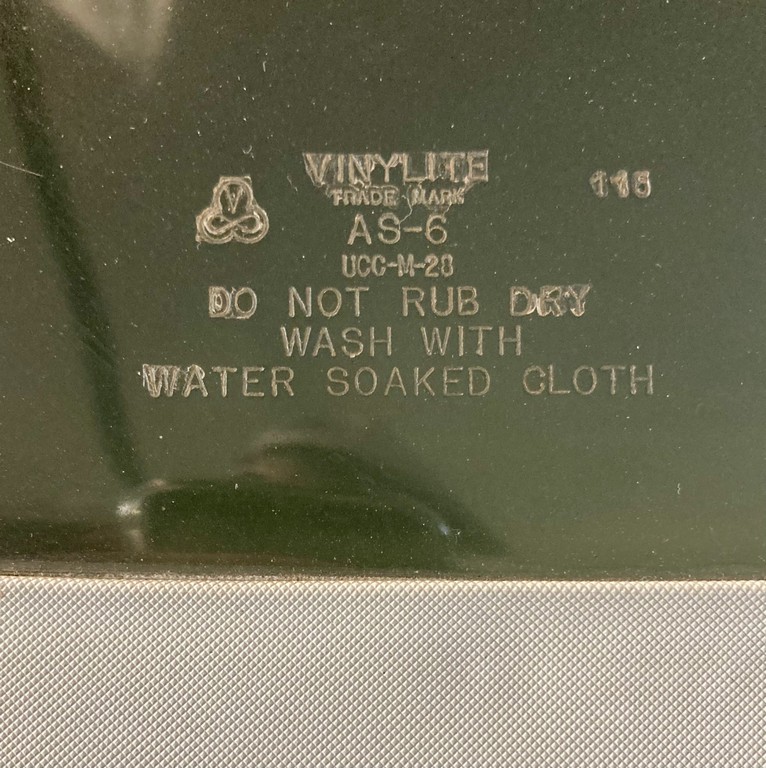 VINYLITE
TRADE MARK
V
116
AS-6
UCC-M-28
DO NOT RUB DRY
WASH WITH
WATER SOAKED CLOTH